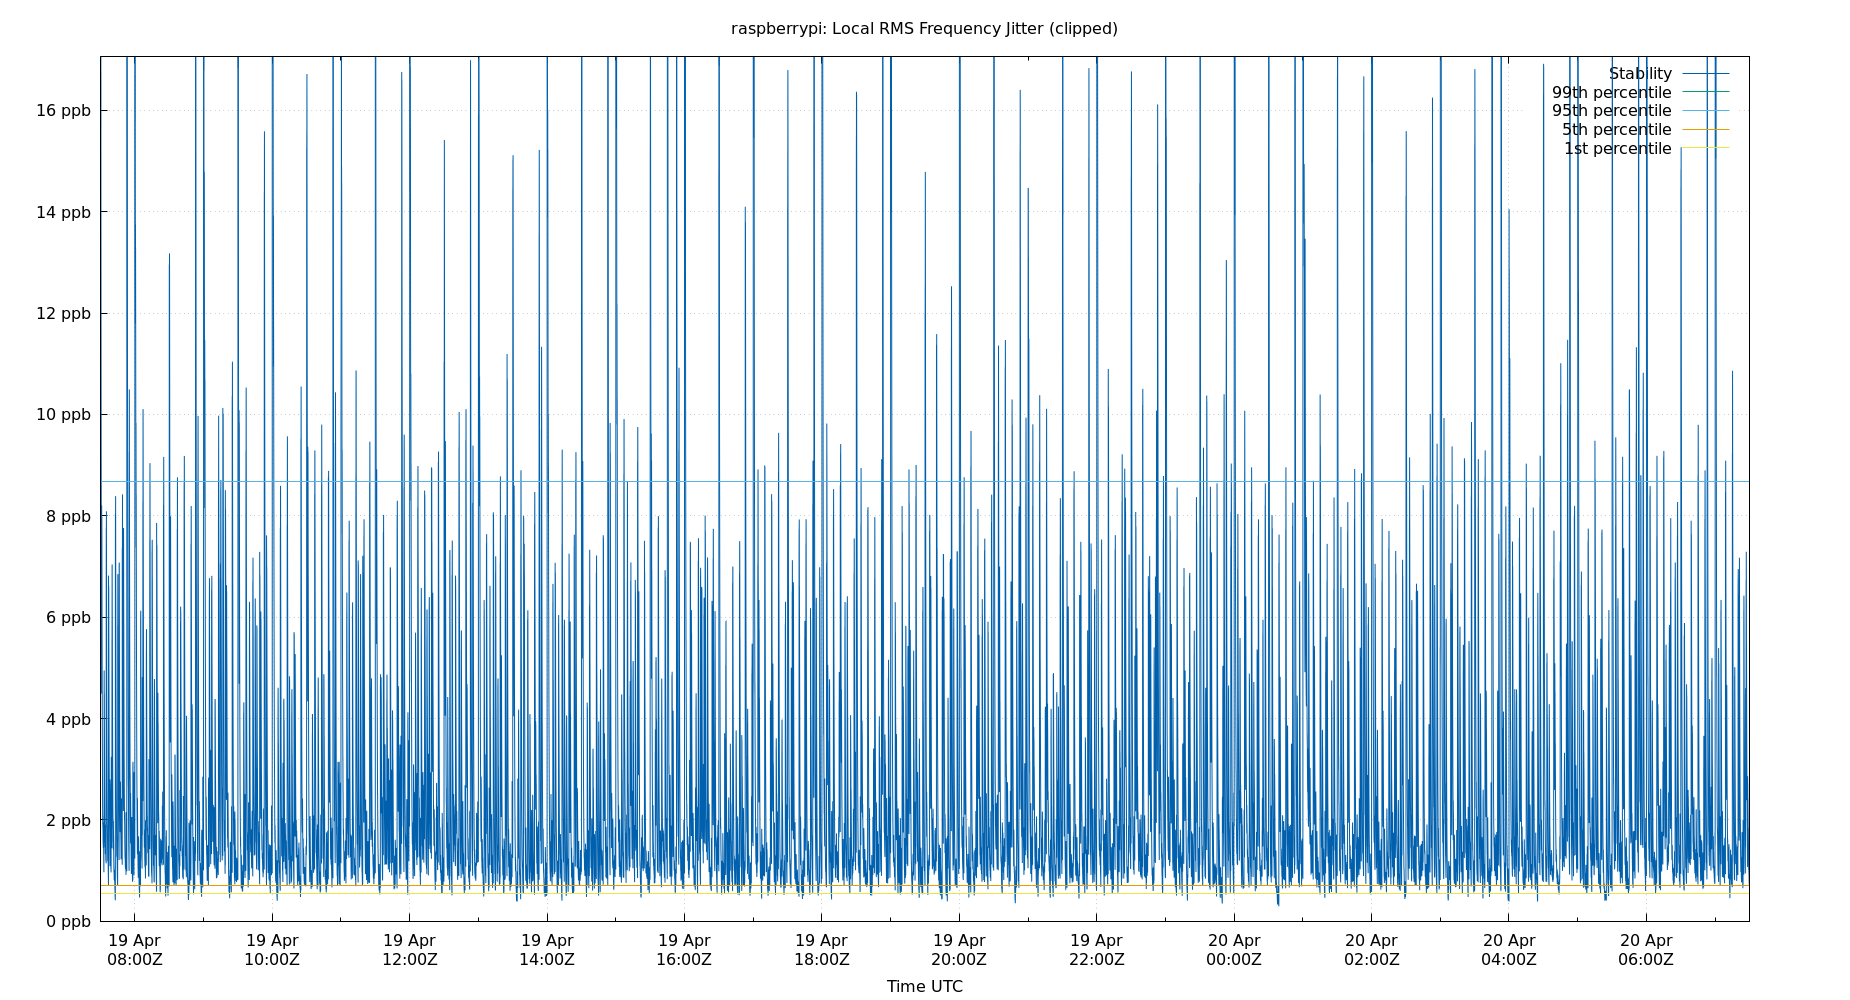 raspberrypi: Local RMS Frequency Jitter (clipped)
Stability
99th percentile
95th percentile
5th percentile
1st percentile
16 ppb
14 ppb
12 ppb
10 ppb
8 ppb
6 ppb
4 ppb
2 ppb
0 ppb
19 Apr 19 Apr 19 Apr 19 Apr 19 Apr 19 Apr 19 Apr 19 Apr 20 Apr 20 Apr 20 Apr 20 Apr
08:00Z 10:00Z 12:00Z 14:00Z 16:00Z 18:00Z 20:00Z 22:00Z 00:00Z 02:00Z 04:00Z 06:00Z
Time UTC